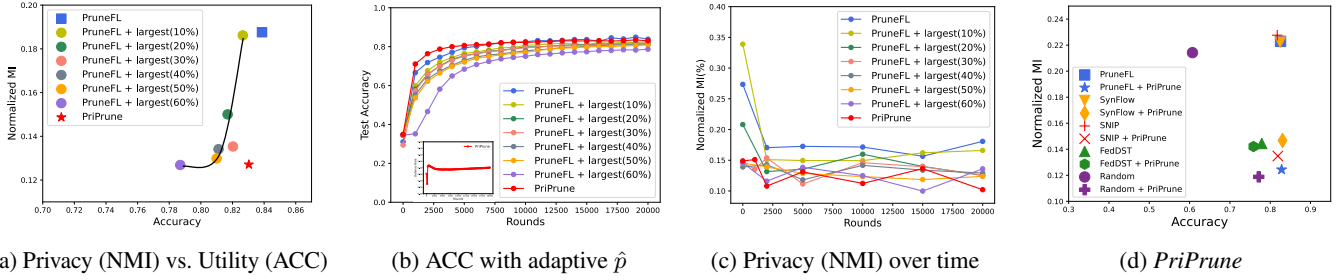 Normalized MI
0.20
0.18
0.16
0.14
0.12
0.70
0.72
0.74
0.76
0.78
0.80
0.82
0.84
0.86
Accuracy
PruneFL
PruneFL + largest(10%)
PruneFL + largest(20%)
PruneFL + largest(30%)
PruneFL + largest(40%)
PruneFL + largest(50%)
PruneFL + largest(60%)
PriPrune
a) Privacy (NMI) vs. Utility (ACC)
Test Accuracy
1.0
0.8
0.6
0.4
0.2
0.0
0
2500
5000
7500
10000
12500
15000
17500
20000
Rounds
PruneFL
PruneFL + largest(10%)
PruneFL + largest(20%)
PruneFL + largest(30%)
PruneFL + largest(40%)
PruneFL + largest(50%)
PruneFL + largest(60%)
PriPrune
PriPrune
(b) ACC with adaptive p̂
Normalized MI(%)
0.40
0.35
0.30
0.25
0.20
0.15
0.10
0
2500
5000
7500
10000
12500
15000
17500
20000
Rounds
PruneFL
PruneFL + largest(10%)
PruneFL + largest(20%)
PruneFL + largest(30%)
PruneFL + largest(40%)
PruneFL + largest(50%)
PruneFL + largest(60%)
PriPrune
(c) Privacy (NMI) over time
Normalized MI
0.24
0.22
0.20
0.18
0.16
0.14
0.12
0.10
0.3
0.4
0.5
0.6
0.7
0.8
0.9
Accuracy
PruneFL
PruneFL + PriPrune
SynFlow
SynFlow + PriPrune
SNIP
SNIP + PriPrune
FedDST
FedDST + PriPrune
Random
Random + PriPrune
(d) PriPrune